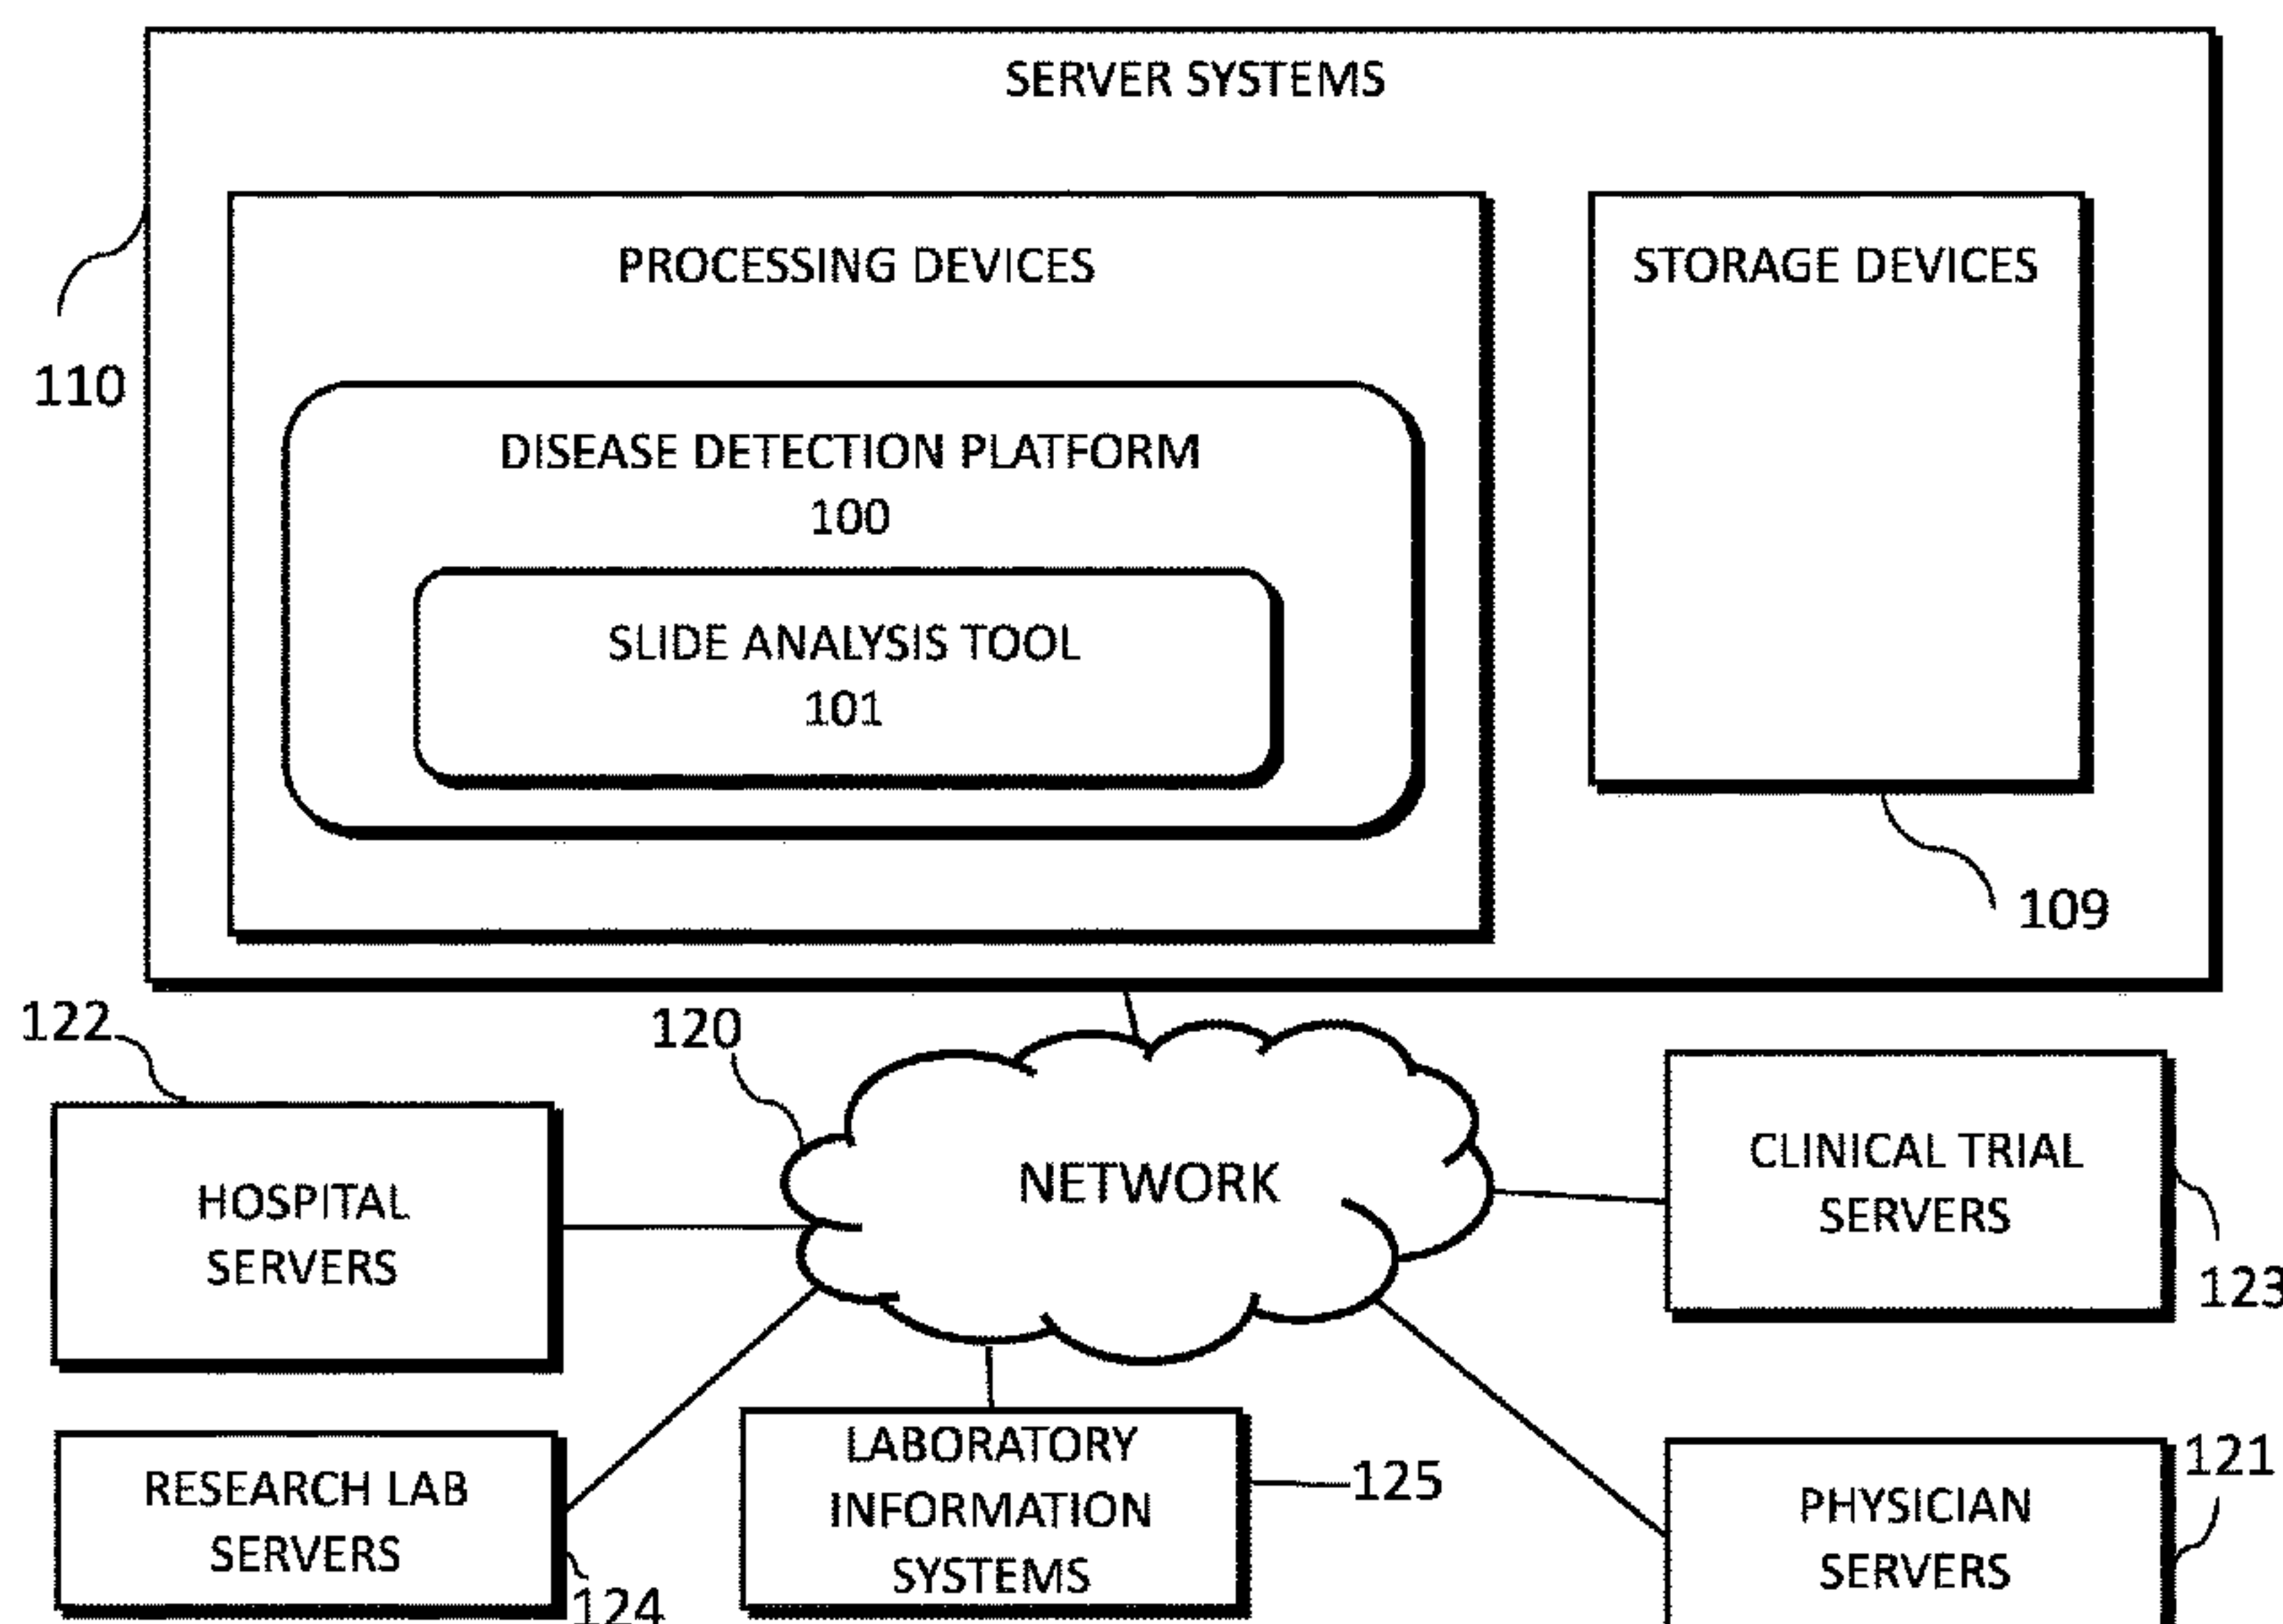 SERVER SYSTEMS
PROCESSING DEVICES
STORAGE DEVICES
110
DISEASE DETECTION PLATFORM
100
SLIDE ANALYSIS TOOL
101
109
122
120
HOSPITAL
SERVERS
NETWORK
CLINICAL TRIAL
SERVERS
123
RESEARCH LAB
SERVERS
124
LABORATORY
INFORMATION
SYSTEMS
125
121
PHYSICIAN
SERVERS